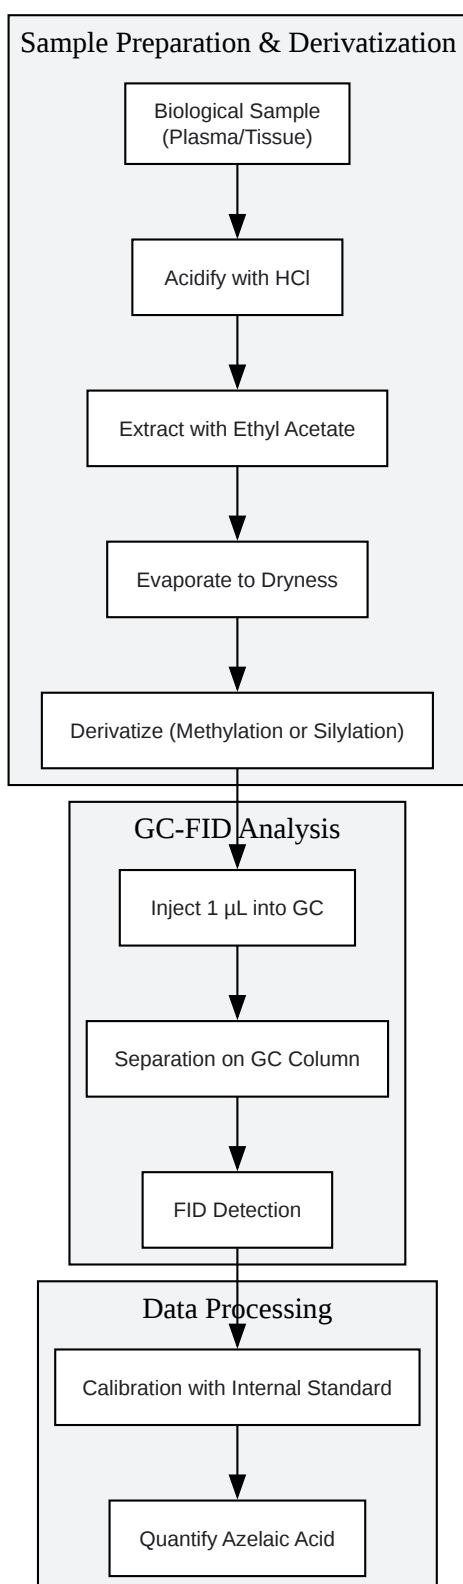 Sample Preparation & Derivatization
Biological Sample
(Plasma/Tissue)
Acidify with HCl
Extract with Ethyl Acetate
Evaporate to Dryness
Derivatize (Methylation or Silylation)
GC-FID Analysis
Inject 1 µL into GC
Separation on GC Column
FID Detection
Data Processing
Calibration with Internal Standard
Quantify Azelaic Acid